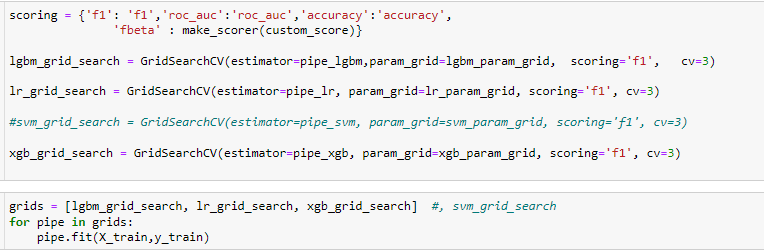 scoring = {'f1': 'f1','roc_auc':'roc_auc','accuracy':'accuracy',
'fbeta' : make_scorer(custom_score)}
lgbm_grid_search = GridSearchCV(estimator=pipe_lgbm,param_grid=lgbm_param_grid, scoring='f1', cv=3)
lr_grid_search = GridSearchCV(estimator=pipe_lr, param_grid=lr_param_grid, scoring='f1', cv=3)
#svm_grid_search = GridSearchCV(estimator=pipe_svm, param_grid=svm_param_grid, scoring='f1', cv=3)
xgb_grid_search = GridSearchCV(estimator=pipe_xgb, param_grid=xgb_param_grid, scoring='f1', cv=3)
grids = [lgbm_grid_search, lr_grid_search, xgb_grid_search] #, svm_grid_search
for pipe in grids:
pipe.fit(X_train,y_train)